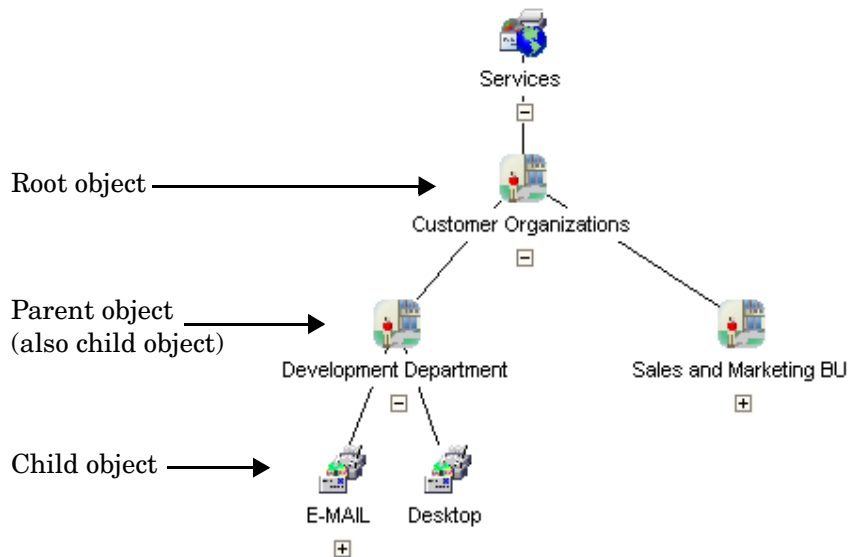 Services
Root object
Customer Organizations
Parent object
(also child object)
Development Department
Sales and Marketing BU
Child object
E-MAIL
Desktop